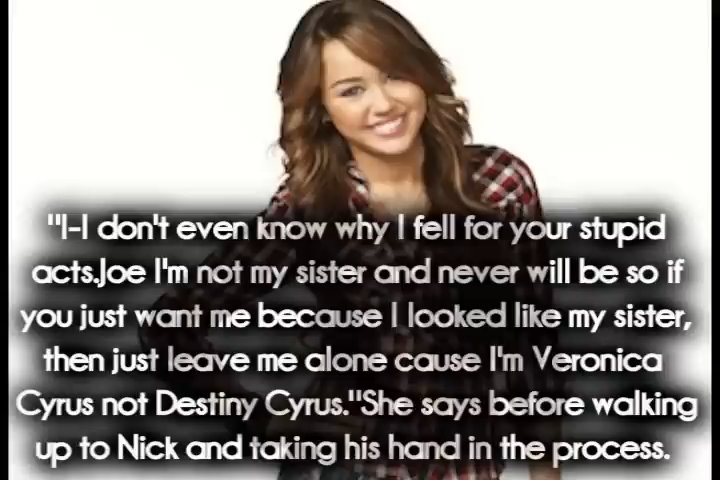 "I-I don't even know why I fell for your stupid
acts.Joe I'm not my sister and never will be so if
you just want me because I looked like my sister,
then just leave me alone cause I'm Veronica
Cyrus not Destiny Cyrus."She says before walking
up to Nick and taking his hand in the process.